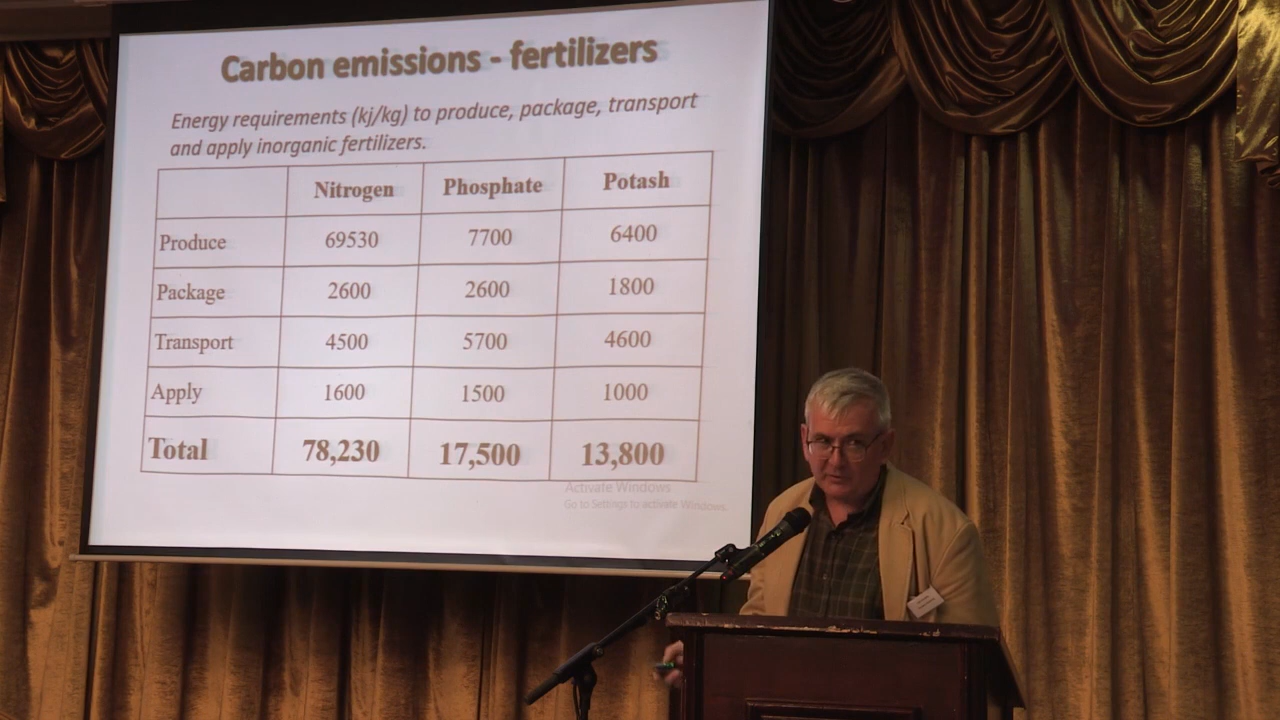 Carbon emissions - fertilizers
Energy requirements (kj/kg) to produce, package, transport
and apply inorganic fertilizers.
Nitrogen Phosphate Potash
Produce 69530 7700 6400
Package 2600 2600 1800
Transport 4500 5700 4600
Apply 1600 1500 1000
Total 78,230 17,500 13,800
Activate Windows
Go to Settings to activate Windows.